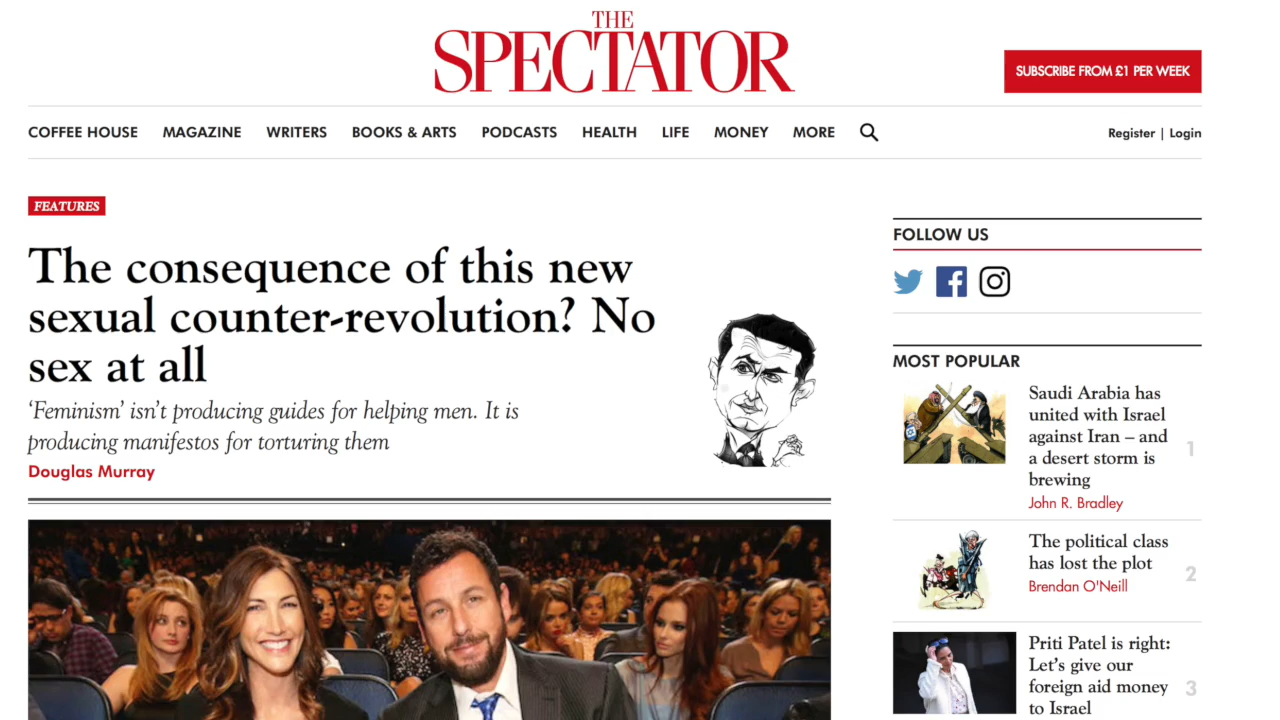 THE
SPECTATOR
SUBSCRIBE FROM £1 PER WEEK
COFFEE HOUSE MAGAZINE WRITERS BOOKS & ARTS PODCASTS HEALTH LIFE MONEY MORE
Register | Login
FEATURES
The consequence of this new
sexual counter-revolution? No
sex at all
‘Feminism’ isn’t producing guides for helping men. It is
producing manifestos for torturing them
Douglas Murray
FOLLOW US
MOST POPULAR
Saudi Arabia has
united with Israel
against Iran – and
a desert storm is
brewing
John R. Bradley
1
The political class
has lost the plot
Brendan O'Neill
2
Priti Patel is right:
Let’s give our
foreign aid money
to Israel
3